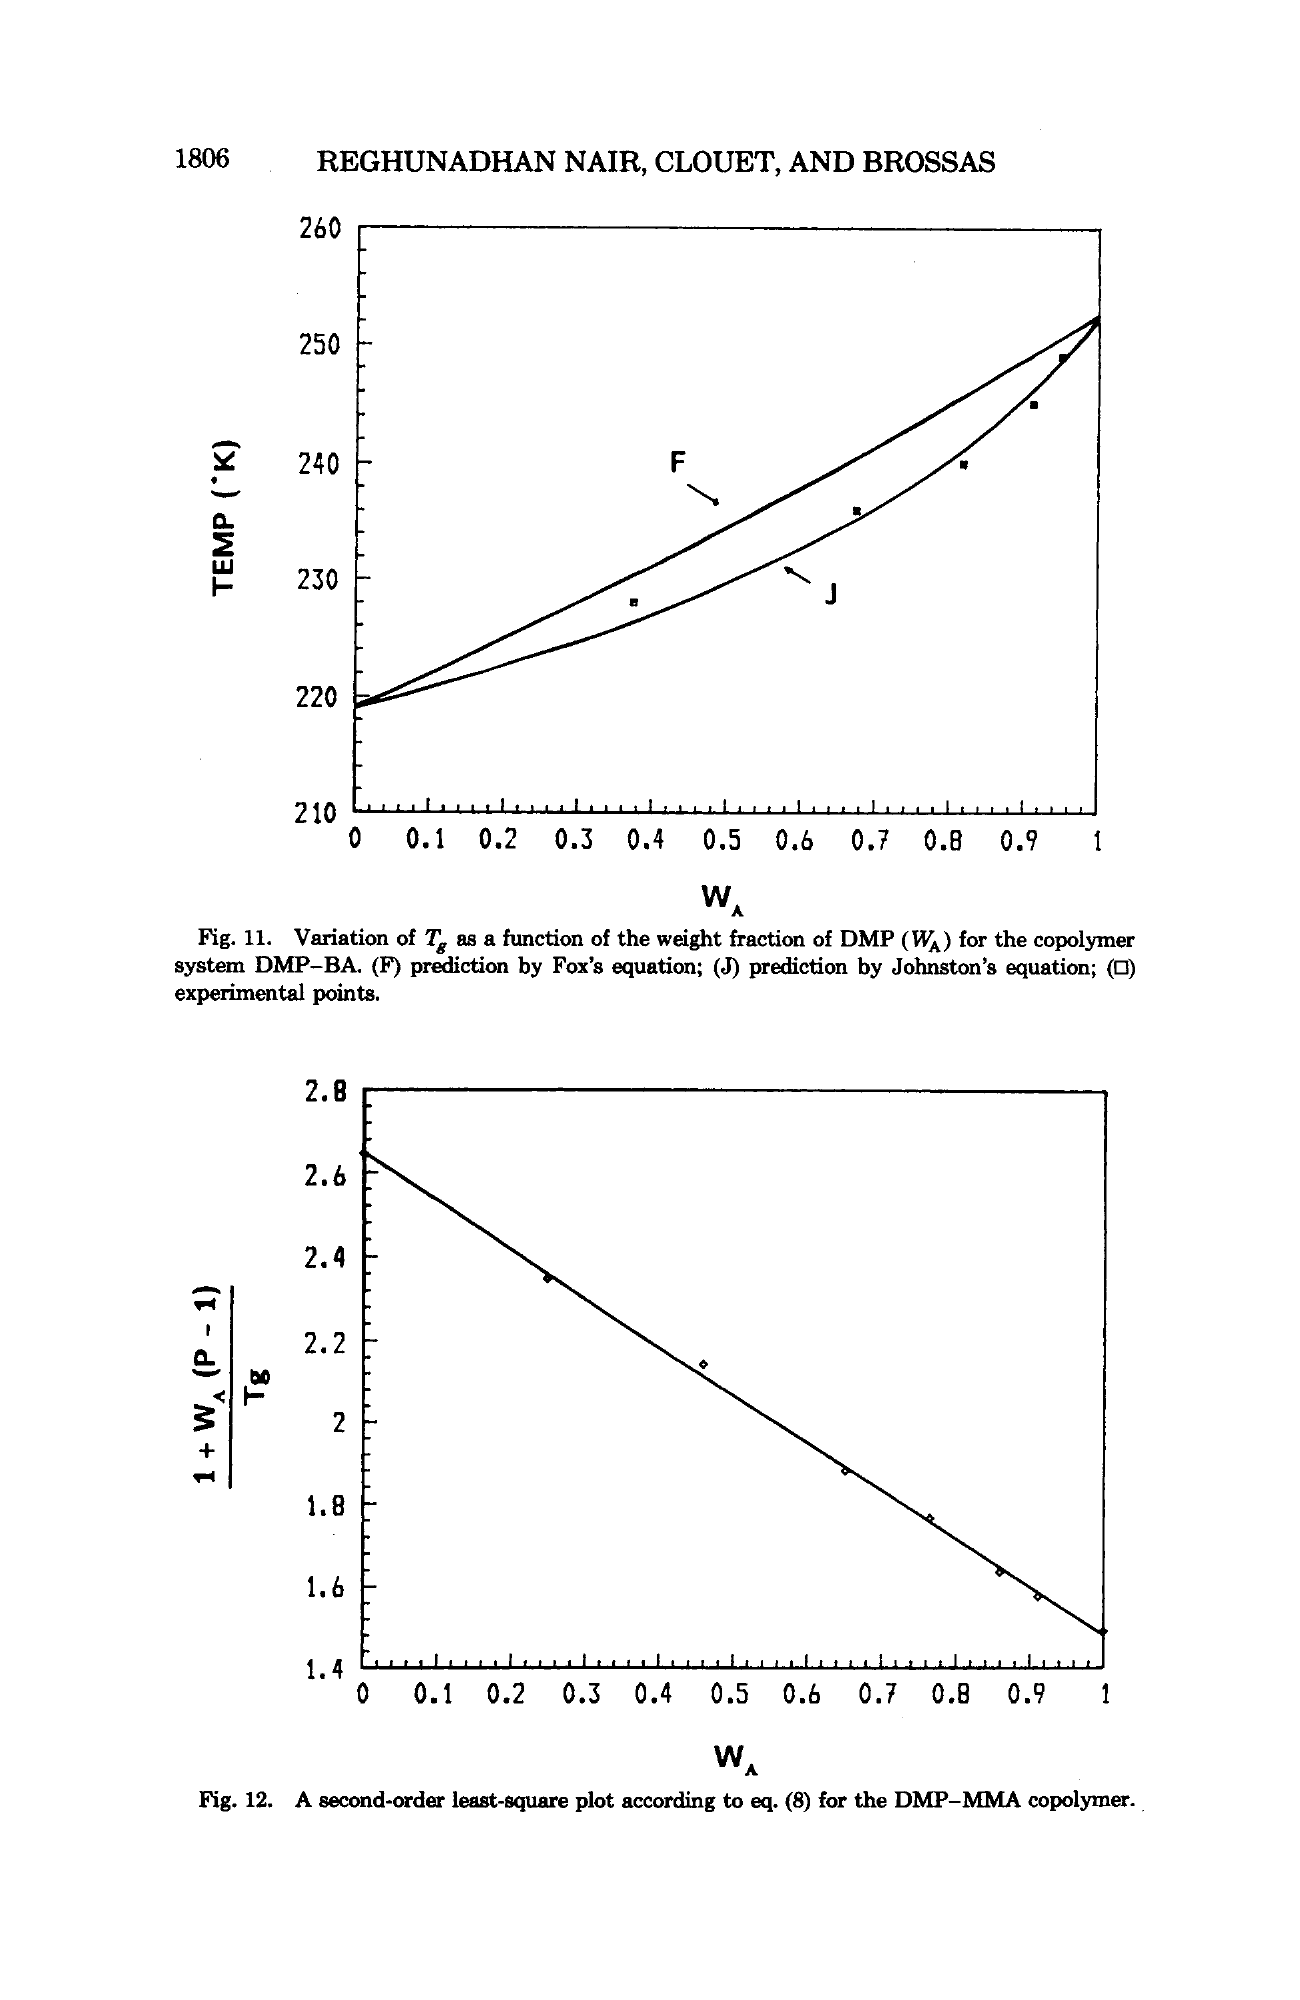 1806 REGHUNADHAN NAIR, CLOUET, AND BROSSAS
260
250
240
230
220
210
TEMP (°K)
F
J
0 0.1 0.2 0.3 0.4 0.5 0.6 0.7 0.8 0.9 1
W_A
Fig. 11. Variation of T_g as a function of the weight fraction of DMP (W_A) for the copolymer
system DMP–BA. (F) prediction by Fox's equation; (J) prediction by Johnston's equation; (□)
experimental points.
2.8
2.6
2.4
2.2
2
1.8
1.6
1.4
1 + W_A (P - 1)
Tg
0 0.1 0.2 0.3 0.4 0.5 0.6 0.7 0.8 0.9 1
W_A
Fig. 12. A second-order least-square plot according to eq. (8) for the DMP–MMA copolymer.